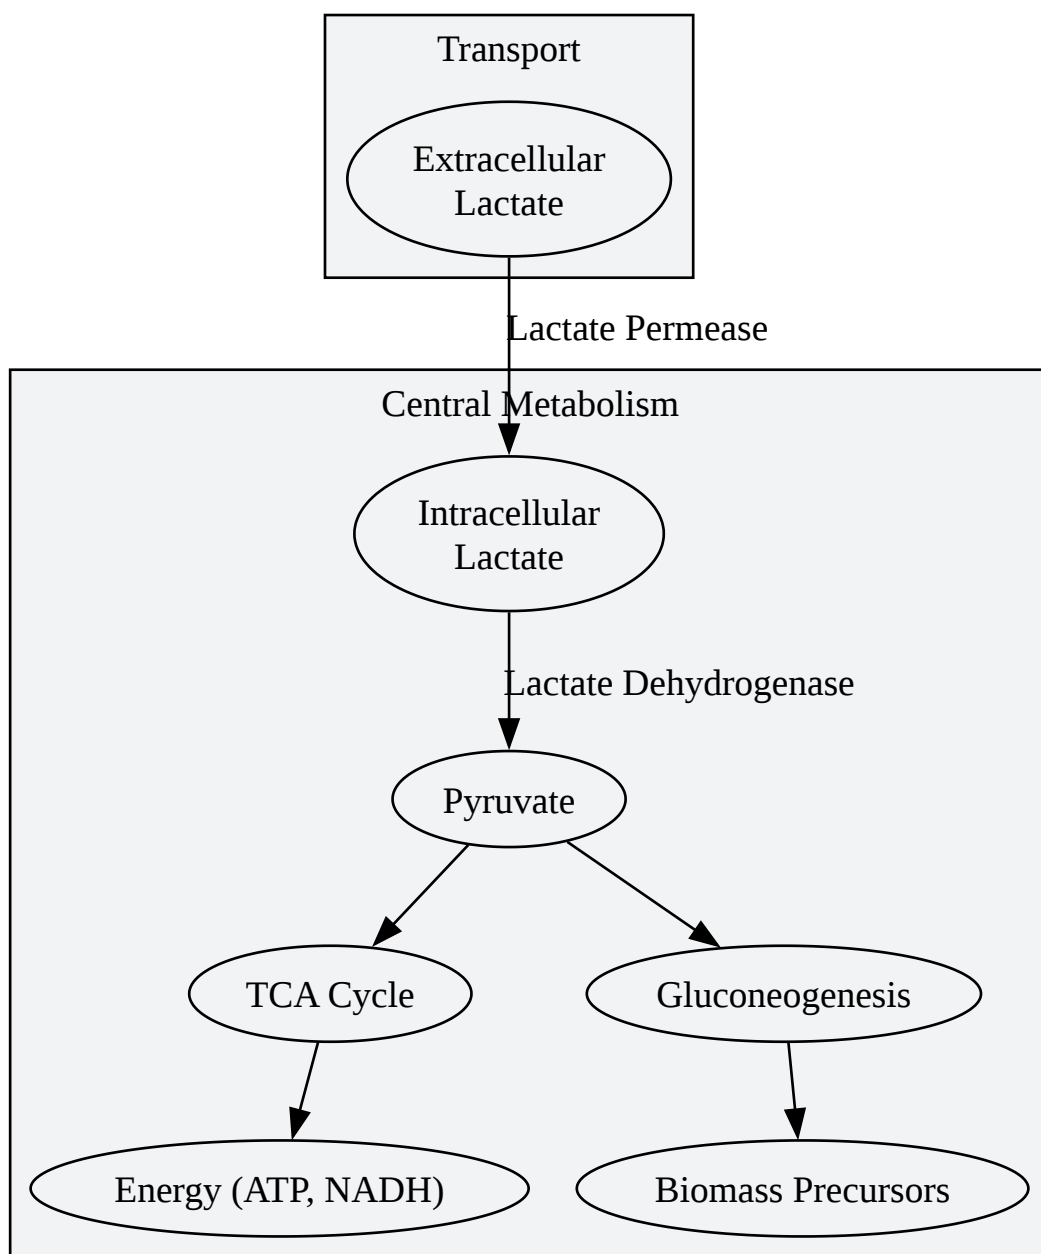 Transport
Extracellular
Lactate
Lactate Permease
Central Metabolism
Intracellular
Lactate
Lactate Dehydrogenase
Pyruvate
TCA Cycle
Gluconeogenesis
Energy (ATP, NADH)
Biomass Precursors